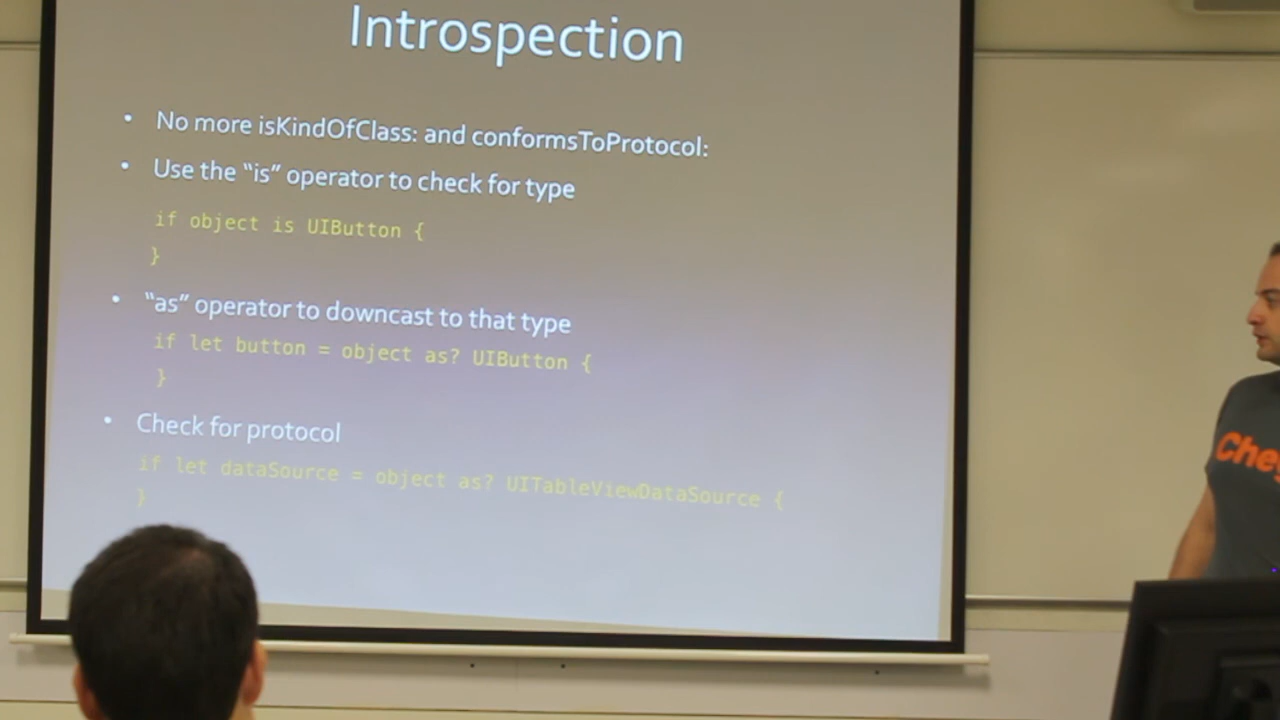 Introspection
• No more isKindOfClass: and conformsToProtocol:
• Use the “is” operator to check for type
if object is UIButton {
}
• “as” operator to downcast to that type
if let button = object as? UIButton {
}
• Check for protocol
if let dataSource = object as? UITableViewDataSource {
}